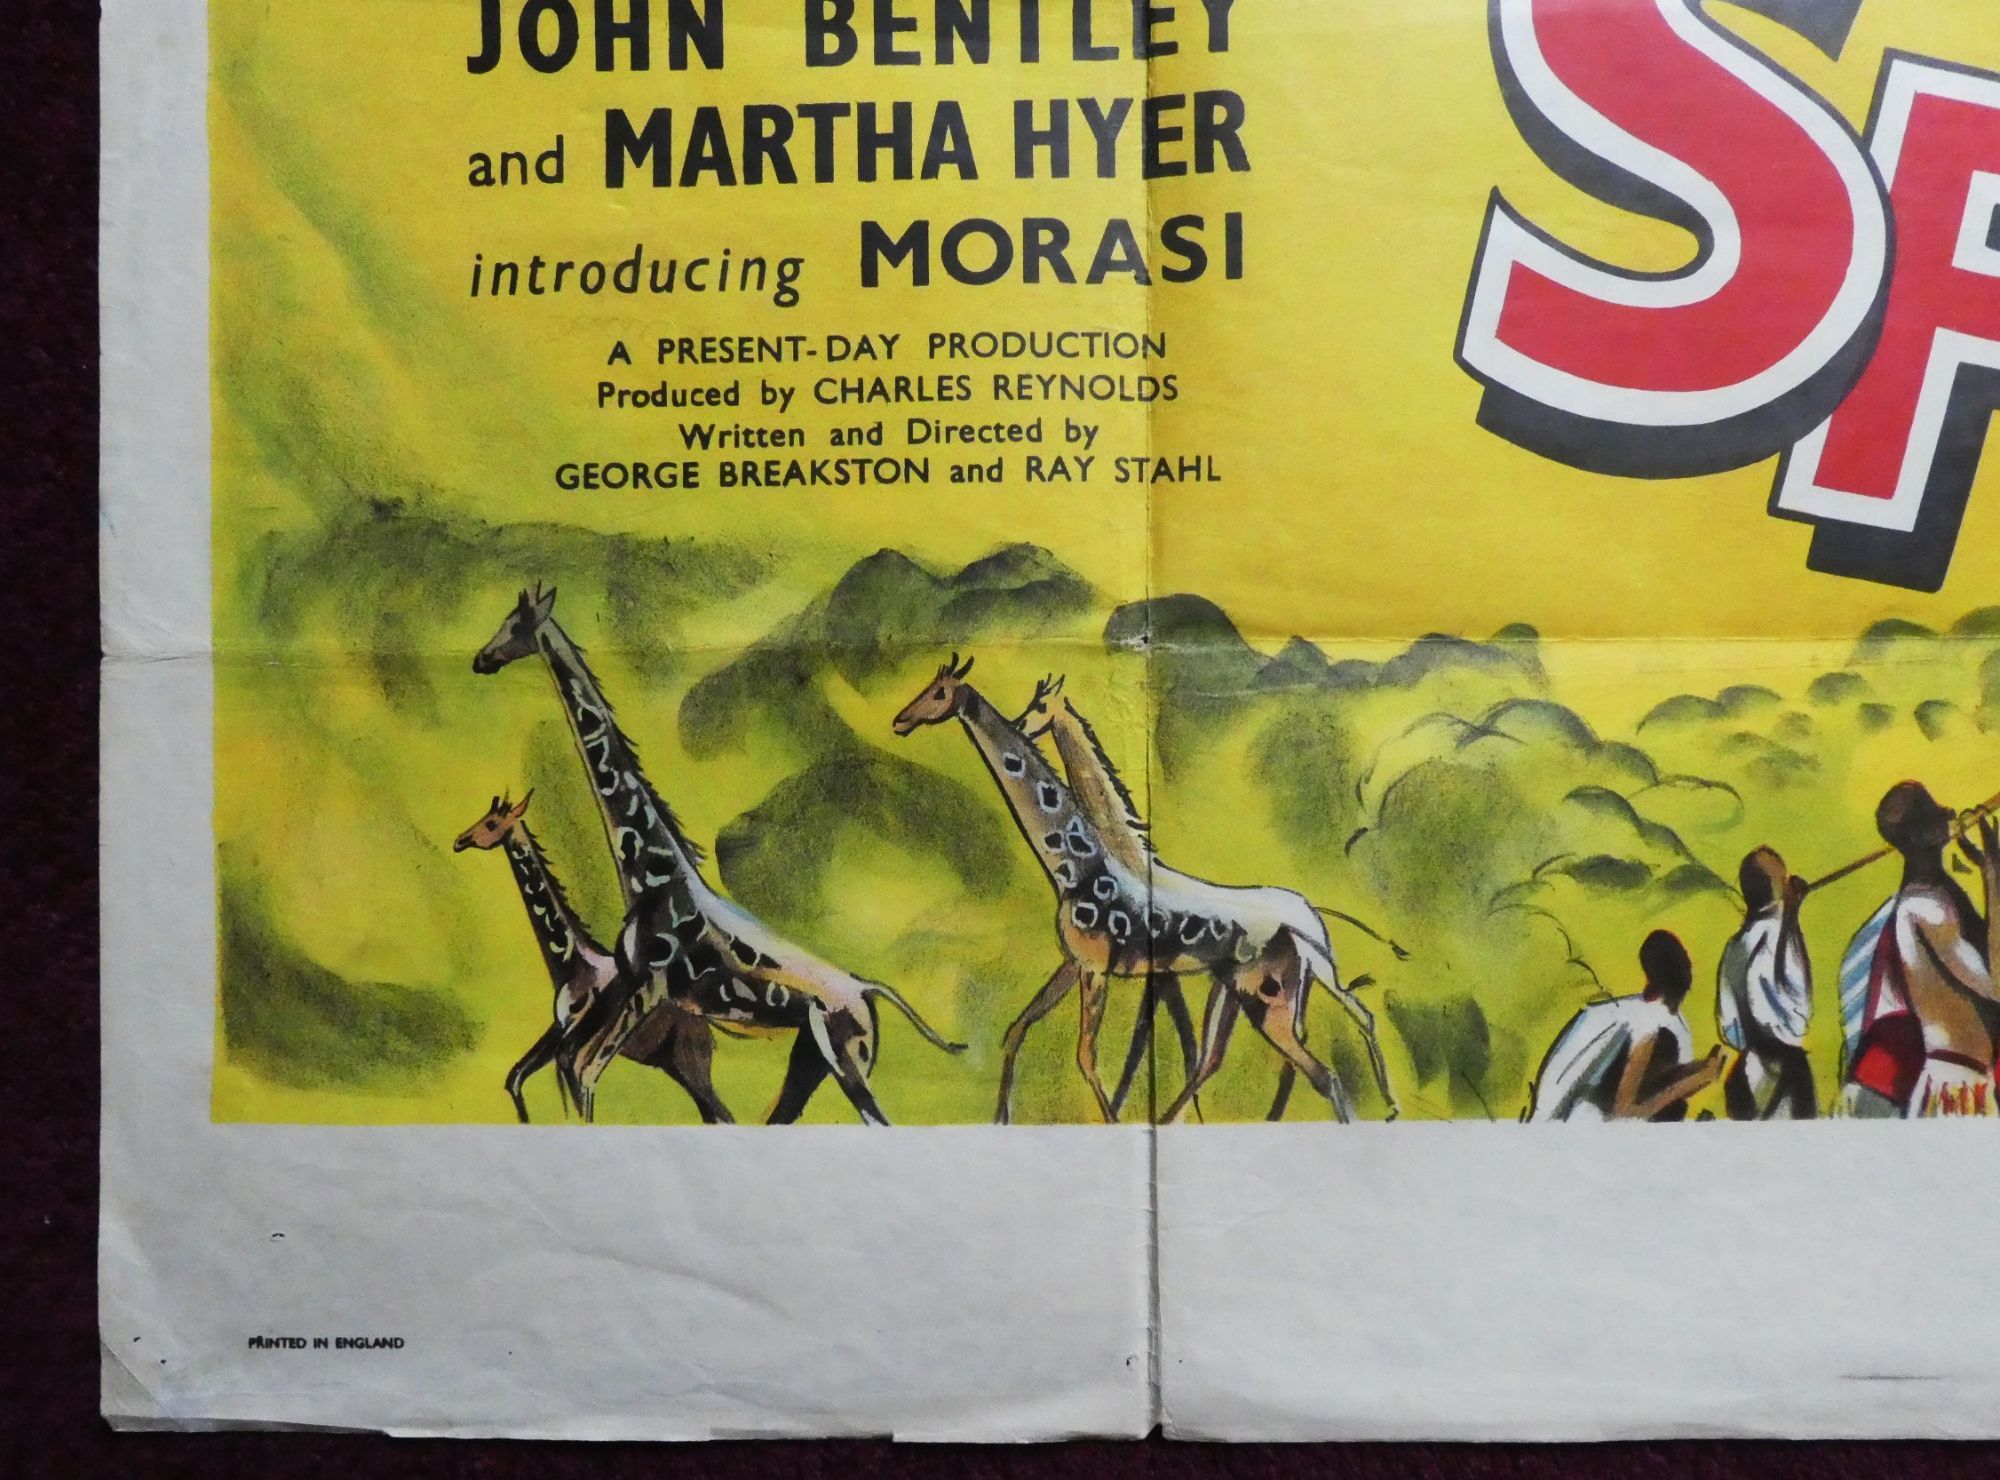 JOHN BENTLEY
and MARTHA HYER
introducing MORASI
A PRESENT-DAY PRODUCTION
Produced by CHARLES REYNOLDS
Written and Directed by
GEORGE BREAKSTON and RAY STAHL
PRINTED IN ENGLAND